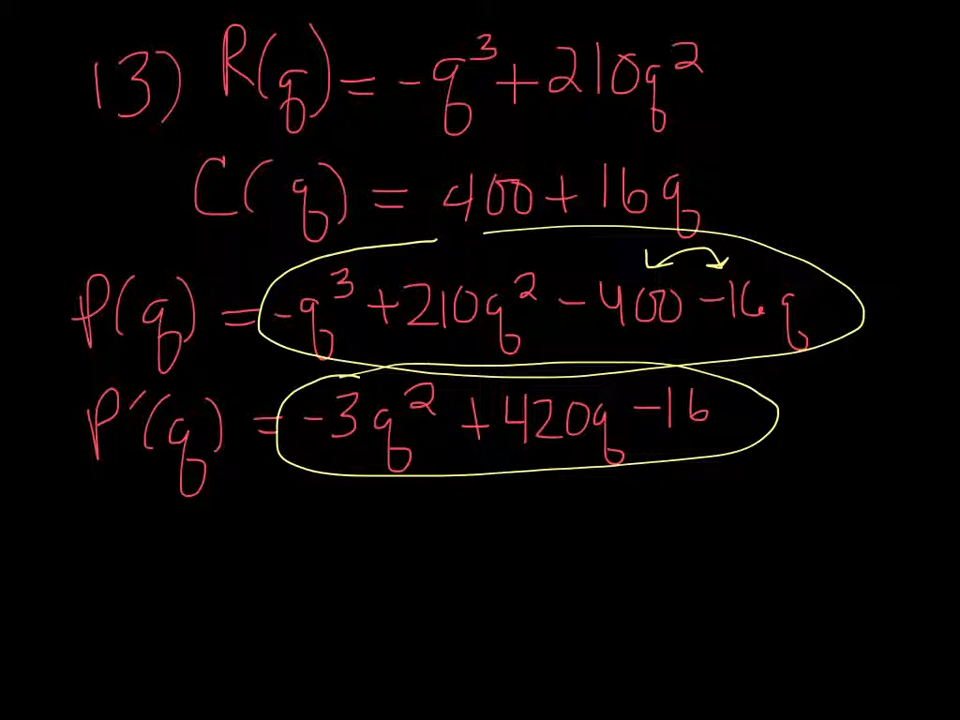 13) R(q) = -q³ + 210q²
C(q) = 400 + 16q
P(q) = -q³ + 210q² - 400 - 16q
P'(q) = -3q² + 420q - 16